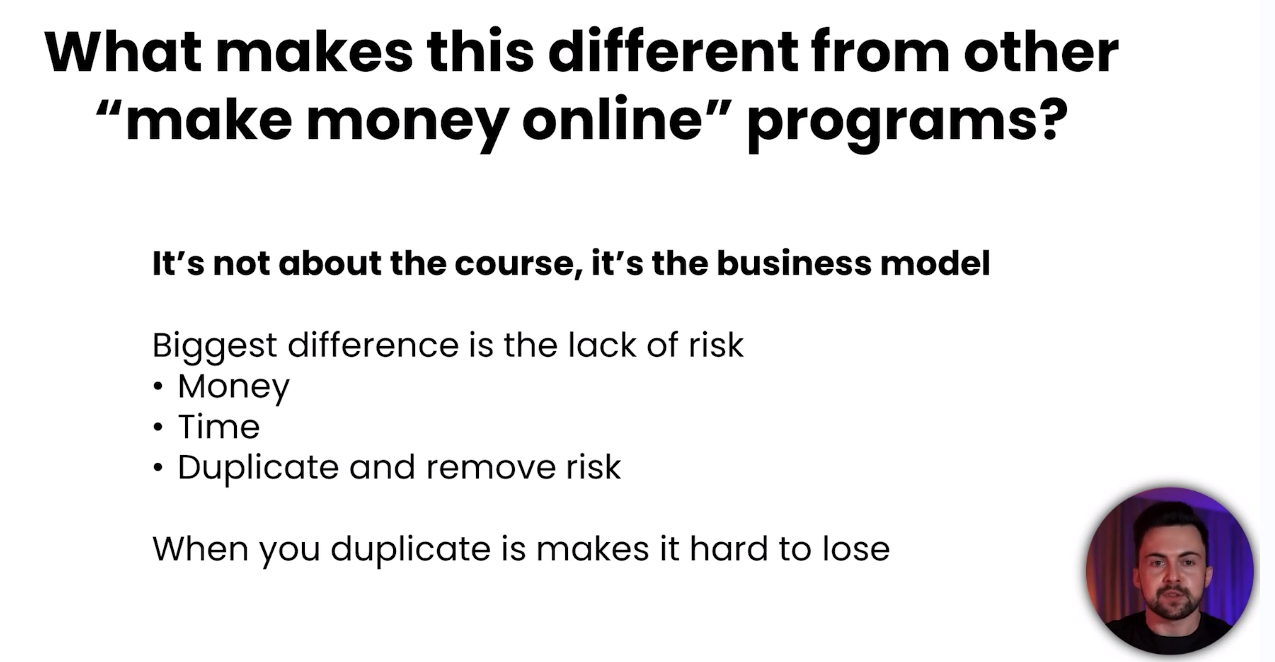 What makes this different from other
“make money online” programs?
It’s not about the course, it’s the business model
Biggest difference is the lack of risk
• Money
• Time
• Duplicate and remove risk
When you duplicate is makes it hard to lose